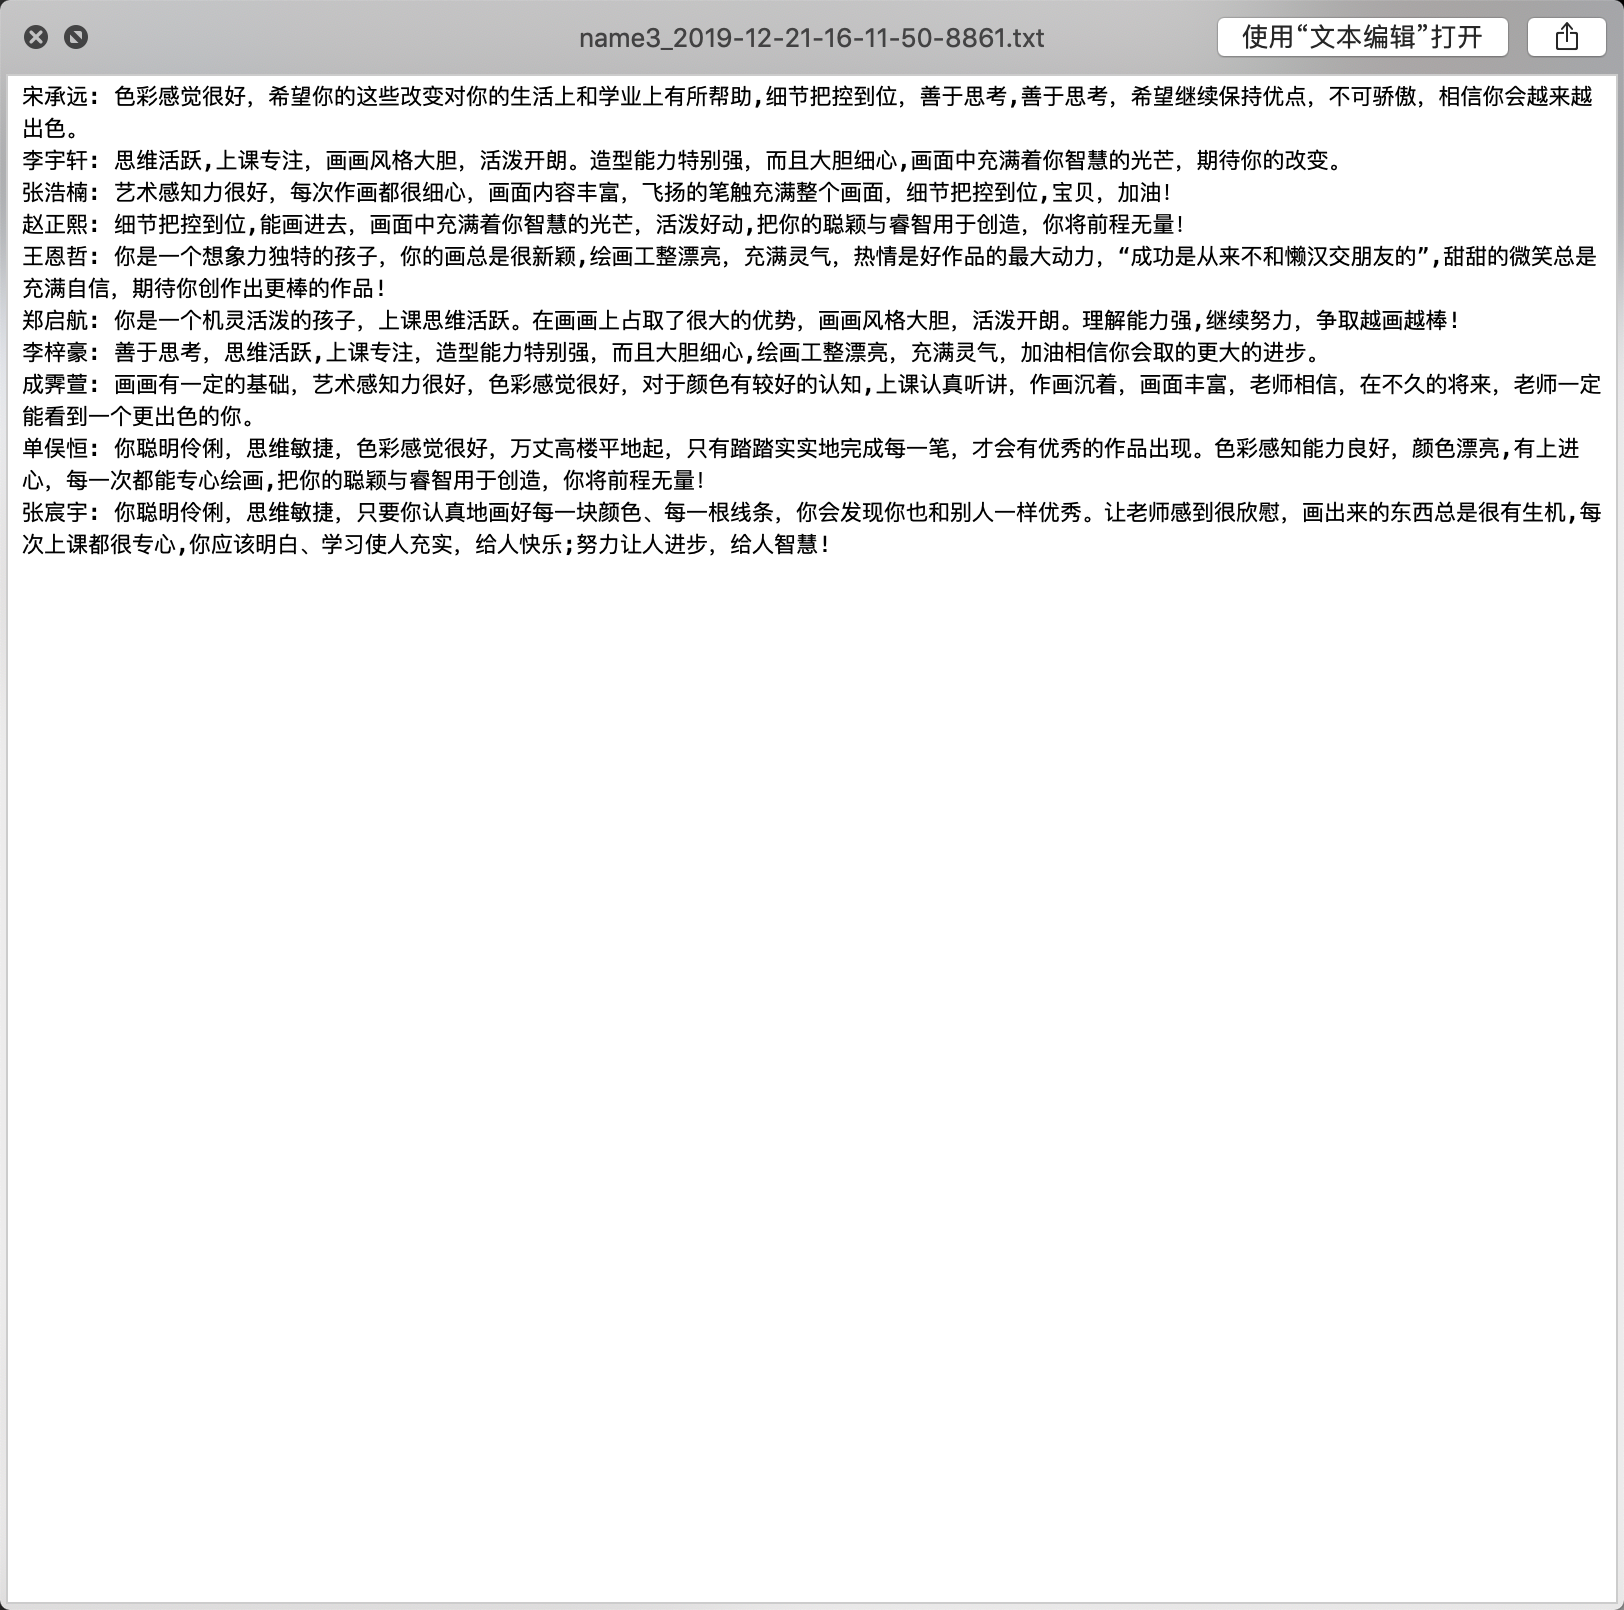 name3_2019-12-21-16-11-50-8861.txt
使用“文本编辑”打开
宋承远: 色彩感觉很好，希望你的这些改变对你的生活上和学业上有所帮助,细节把控到位，善于思考,善于思考，希望继续保持优点，不可骄傲，相信你会越来越
出色。
李宇轩: 思维活跃,上课专注，画画风格大胆，活泼开朗。造型能力特别强，而且大胆细心,画面中充满着你智慧的光芒，期待你的改变。
张浩楠: 艺术感知力很好，每次作画都很细心，画面内容丰富，飞扬的笔触充满整个画面，细节把控到位,宝贝，加油！
赵正熙: 细节把控到位,能画进去，画面中充满着你智慧的光芒，活泼好动,把你的聪颖与睿智用于创造，你将前程无量！
王恩哲: 你是一个想象力独特的孩子，你的画总是很新颖,绘画工整漂亮，充满灵气，热情是好作品的最大动力，“成功是从来不和懒汉交朋友的”,甜甜的微笑总是
充满自信，期待你创作出更棒的作品！
郑启航: 你是一个机灵活泼的孩子，上课思维活跃。在画画上占取了很大的优势，画画风格大胆，活泼开朗。理解能力强,继续努力，争取越画越棒！
李梓豪: 善于思考，思维活跃,上课专注，造型能力特别强，而且大胆细心,绘画工整漂亮，充满灵气，加油相信你会取的更大的进步。
成霁萱: 画画有一定的基础，艺术感知力很好，色彩感觉很好，对于颜色有较好的认知,上课认真听讲，作画沉着，画面丰富，老师相信，在不久的将来，老师一定
能看到一个更出色的你。
单俣恒: 你聪明伶俐，思维敏捷，色彩感觉很好，万丈高楼平地起，只有踏踏实实地完成每一笔，才会有优秀的作品出现。色彩感知能力良好，颜色漂亮,有上进
心，每一次都能专心绘画,把你的聪颖与睿智用于创造，你将前程无量！
张宸宇: 你聪明伶俐，思维敏捷，只要你认真地画好每一块颜色、每一根线条，你会发现你也和别人一样优秀。让老师感到很欣慰，画出来的东西总是很有生机,每
次上课都很专心,你应该明白、学习使人充实，给人快乐;努力让人进步，给人智慧！